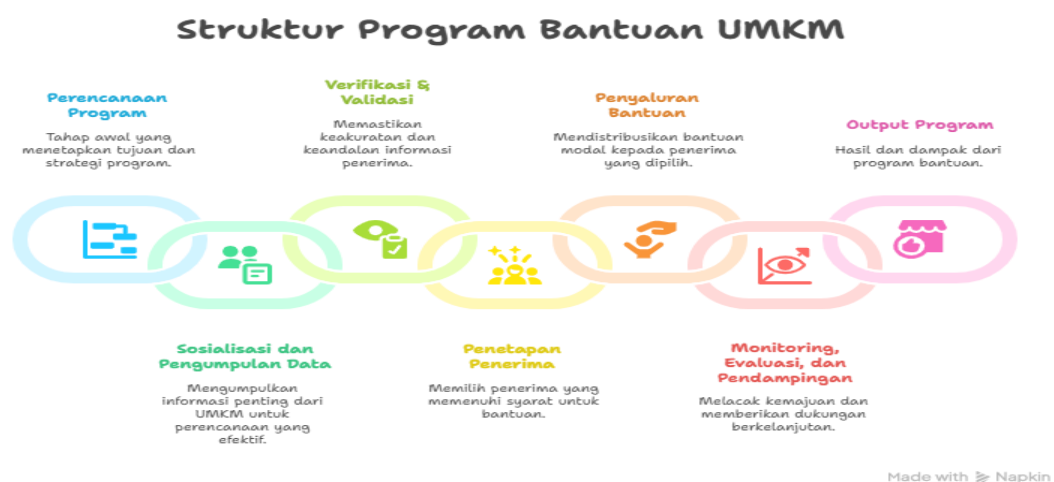 Struktur Program Bantuan UMKM
Perencanaan
Program
Tahap awal yang
menetapkan tujuan dan
strategi program.
Sosialisasi dan
Pengumpulan Data
Mengumpulkan
informasi penting dari
UMKM untuk
perencanaan yang
efektif.
Verifikasi &
Validasi
Memastikan
keakuratan dan
keandalan informasi
penerima.
Penetapan
Penerima
Memilih penerima yang
memenuhi syarat untuk
bantuan.
Penyaluran
Bantuan
Mendistribusikan bantuan
modal kepada penerima
yang dipilih.
Monitoring,
Evaluasi, dan
Pendampingan
Melacak kemajuan dan
memberikan dukungan
berkelanjutan.
Output Program
Hasil dan dampak dari
program bantuan.
Made with Napkin